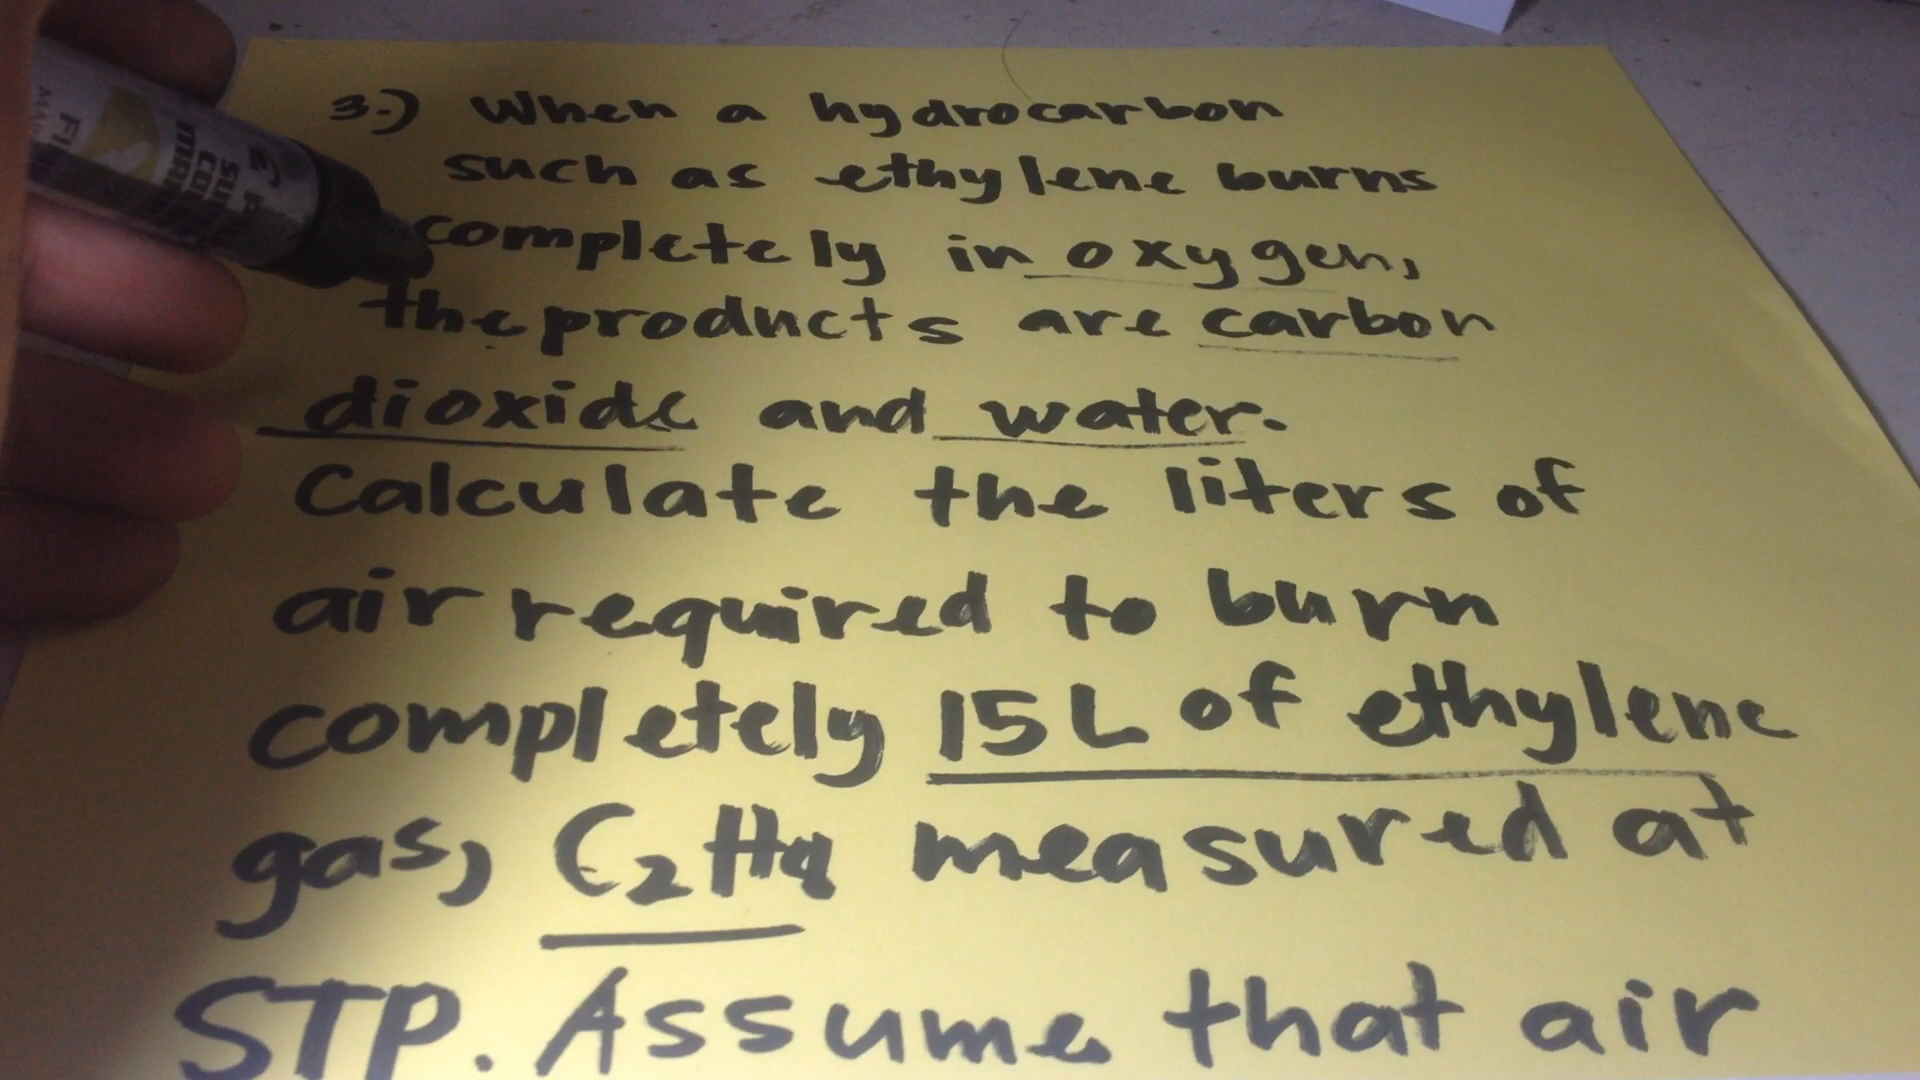 3.) When a hydrocarbon
such as ethylene burns
completely in oxygen,
the products are carbon
dioxide and water.
Calculate the liters of
air required to burn
completely 15 L of ethylene
gas, C2H4 measured at
STP. Assume that air